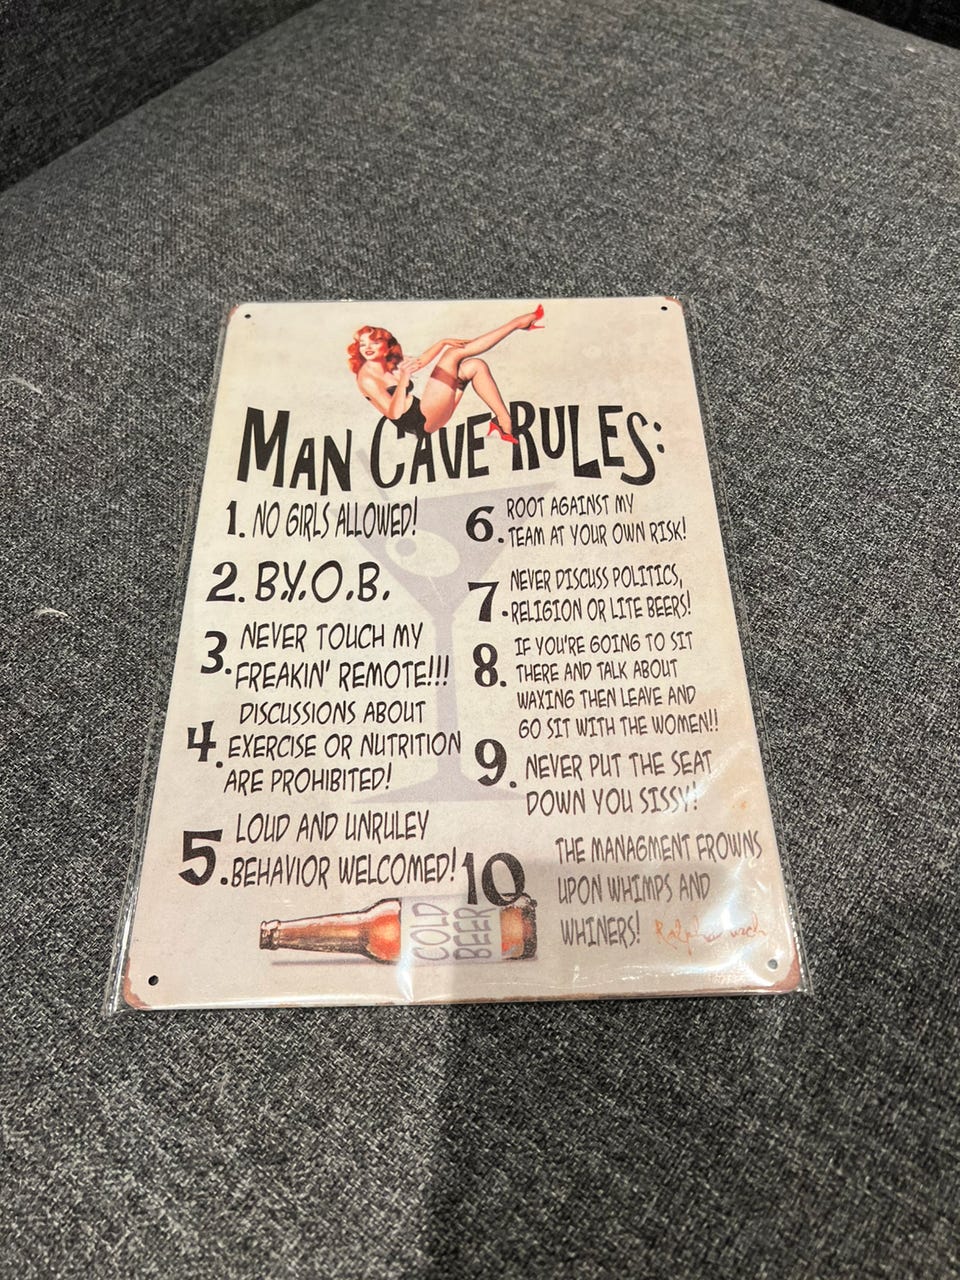 MAN CAVE RULES:
1. NO GIRLS ALLOWED!
2. B.Y.O.B.
3. NEVER TOUCH MY
FREAKIN' REMOTE!!!
4. DISCUSSIONS ABOUT
EXERCISE OR NUTRITION
ARE PROHIBITED!
5. LOUD AND UNRULEY
BEHAVIOR WELCOMED!
6. ROOT AGAINST MY
TEAM AT YOUR OWN RISK!
7. NEVER DISCUSS POLITICS,
RELIGION OR LITE BEERS!
8. IF YOU'RE GOING TO SIT
THERE AND TALK ABOUT
WAXING THEN LEAVE AND
GO SIT WITH THE WOMEN!!
9. NEVER PUT THE SEAT
DOWN YOU SISSY!
10 THE MANAGMENT FROWNS
UPON WHIMPS AND
WHINERS!
COLD
BEER